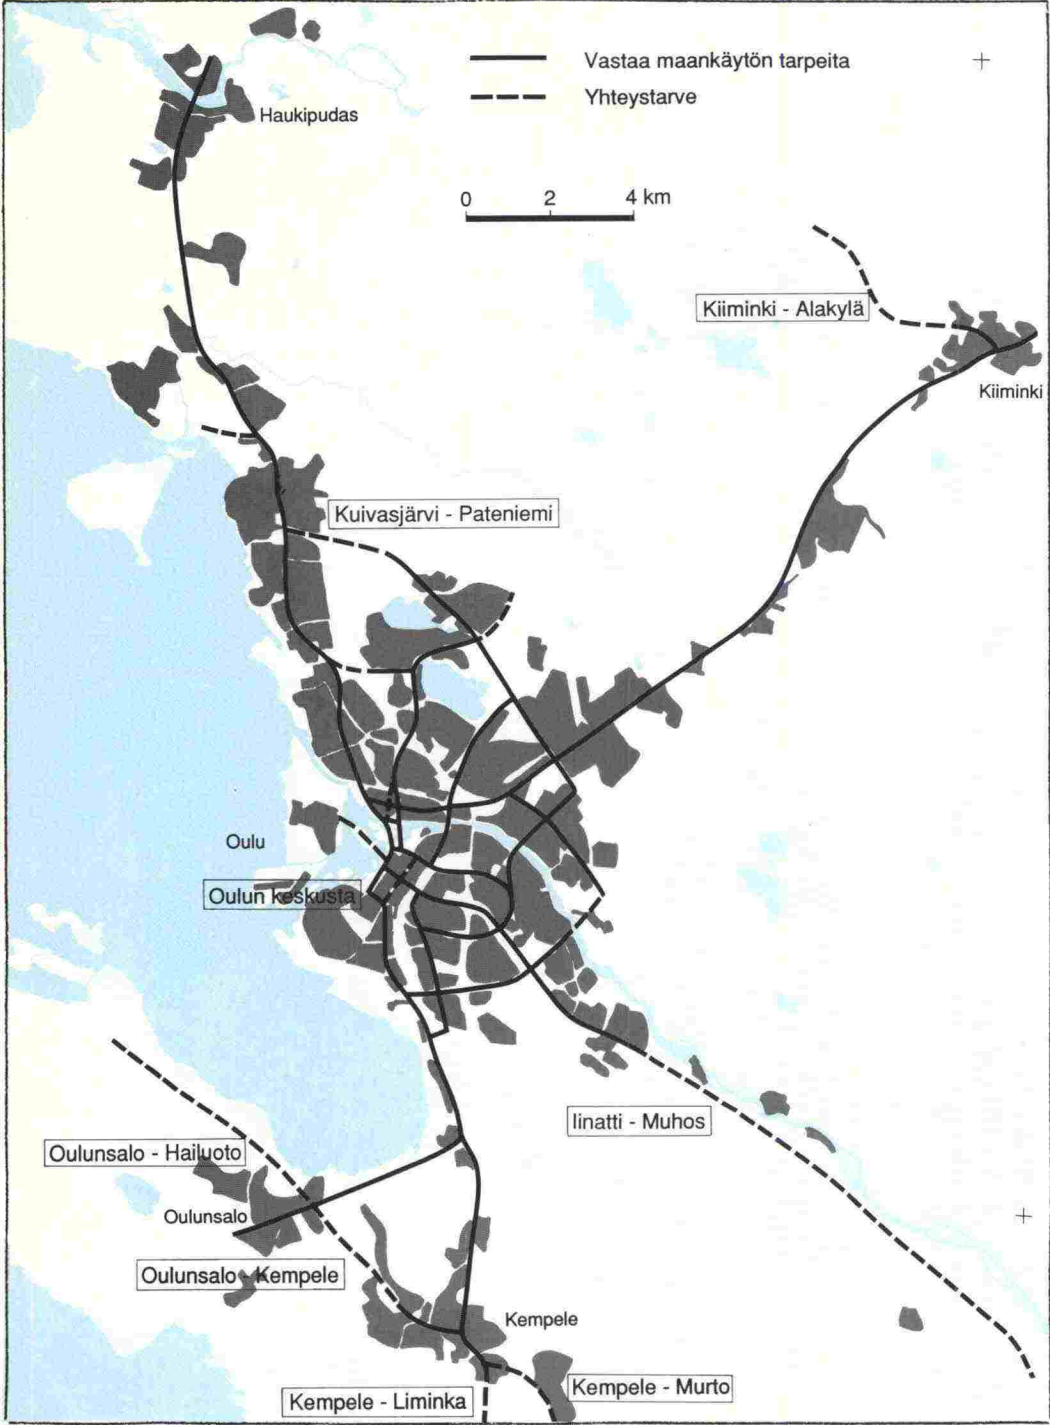 Vastaa maankäytön tarpeita
Yhteystarve
Haukipudas
0 2 4 km
Kiiminki - Alakylä
Kiiminki
Kuivasjärvi - Pateniemi
Oulu
Oulun keskusta
Iinatti - Muhos
Oulunsalo - Hailuoto
Oulunsalo
Oulunsalo - Kempele
Kempele
Kempele - Murto
Kempele - Liminka